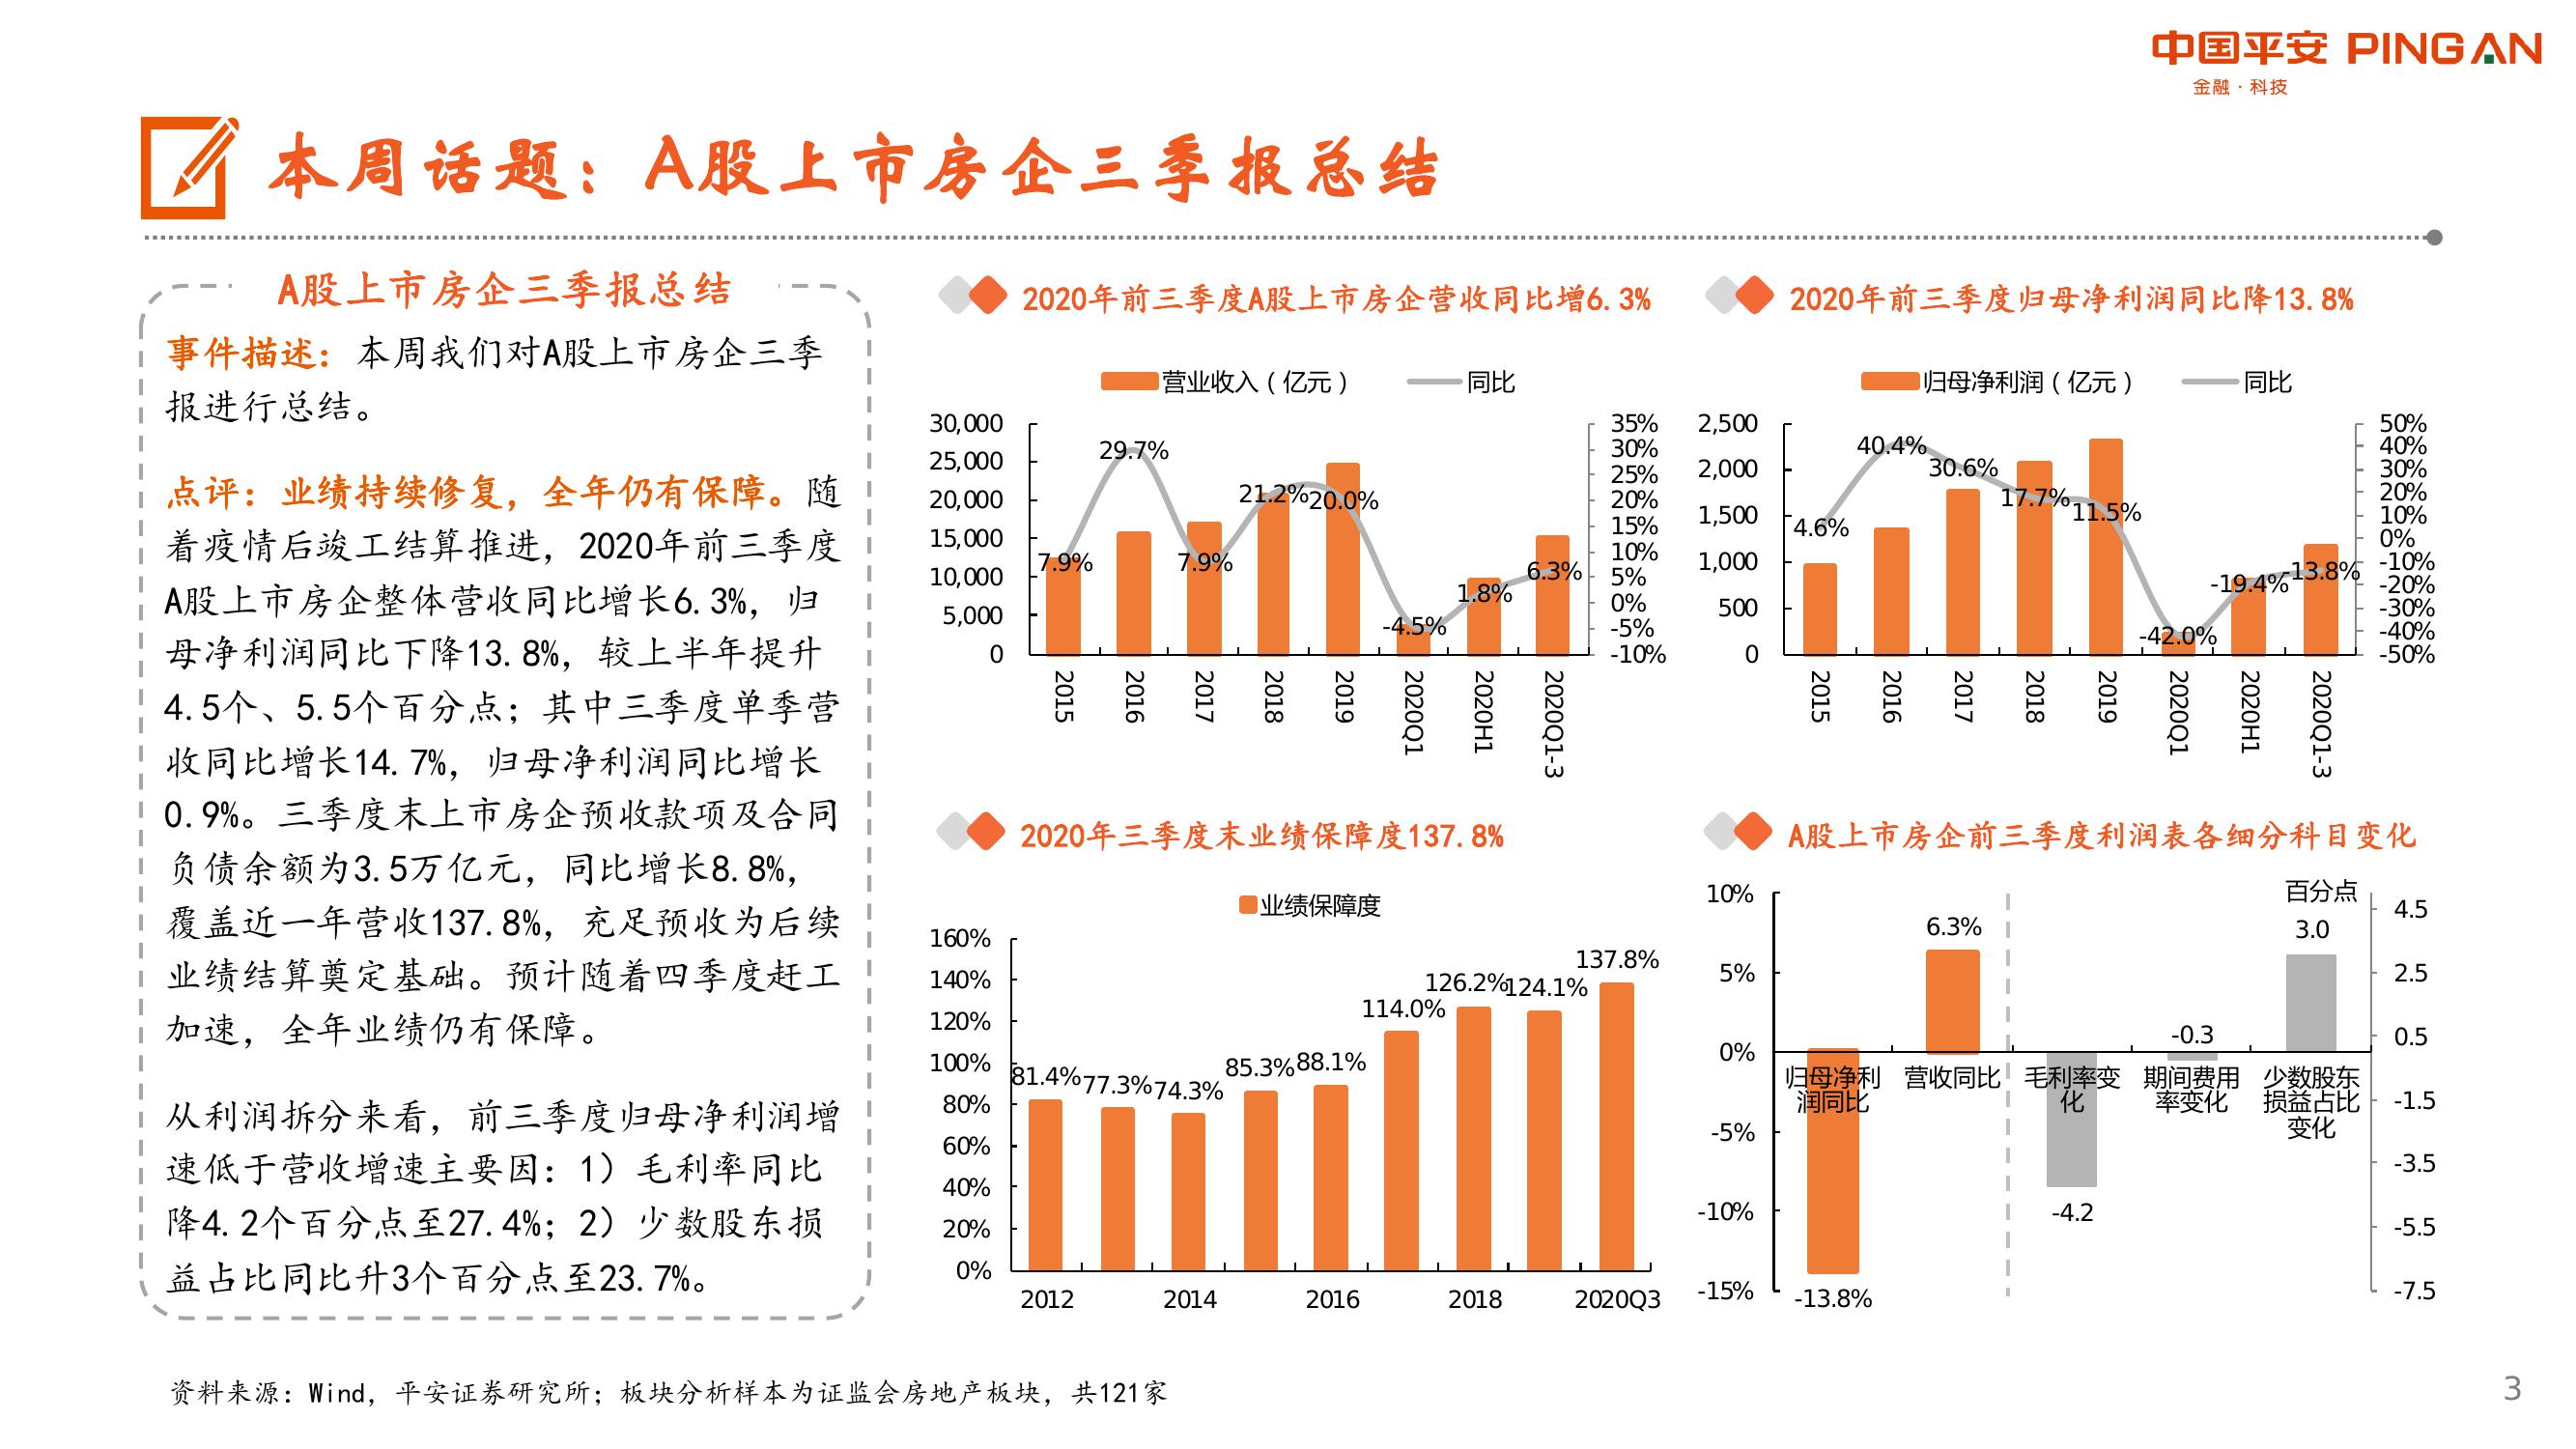 中国平安 PINGAN
金融·科技
本周话题：A股上市房企三季报总结
A股上市房企三季报总结
事件描述：本周我们对A股上市房企三季
报进行总结。
点评：业绩持续修复，全年仍有保障。随
着疫情后竣工结算推进，2020年前三季度
A股上市房企整体营收同比增长6.3%，归
母净利润同比下降13.8%，较上半年提升
4.5个、5.5个百分点；其中三季度单季营
收同比增长14.7%，归母净利润同比增长
0.9%。三季度末上市房企预收款项及合同
负债余额为3.5万亿元，同比增长8.8%，
覆盖近一年营收137.8%，充足预收为后续
业绩结算奠定基础。预计随着四季度赶工
加速，全年业绩仍有保障。
从利润拆分来看，前三季度归母净利润增
速低于营收增速主要因：1）毛利率同比
降4.2个百分点至27.4%；2）少数股东损
益占比同比升3个百分点至23.7%。
2020年前三季度A股上市房企营收同比增6.3%
营业收入（亿元） 同比
30,000
25,000
20,000
15,000
10,000
5,000
0
35%
30%
25%
20%
15%
10%
5%
0%
-5%
-10%
7.9% 29.7% 7.9% 21.2% 20.0% -4.5% 1.8% 6.3%
2015 2016 2017 2018 2019 2020Q1 2020H1 2020Q1-3
2020年前三季度归母净利润同比降13.8%
归母净利润（亿元） 同比
2,500
2,000
1,500
1,000
500
0
50%
40%
30%
20%
10%
0%
-10%
-20%
-30%
-40%
-50%
4.6% 40.4% 30.6% 17.7% 11.5% -42.0% -19.4% -13.8%
2015 2016 2017 2018 2019 2020Q1 2020H1 2020Q1-3
2020年三季度末业绩保障度137.8%
业绩保障度
160%
140%
120%
100%
80%
60%
40%
20%
0%
81.4% 77.3% 74.3% 85.3% 88.1% 114.0% 126.2% 124.1% 137.8%
2012 2014 2016 2018 2020Q3
A股上市房企前三季度利润表各细分科目变化
10%
5%
0%
-5%
-10%
-15%
百分点
4.5
2.5
0.5
-1.5
-3.5
-5.5
-7.5
-13.8% 6.3% -4.2 -0.3 3.0
归母净利
润同比
营收同比
毛利率变
化
期间费用
率变化
少数股东
损益占比
变化
资料来源：Wind，平安证券研究所；板块分析样本为证监会房地产板块，共121家
3